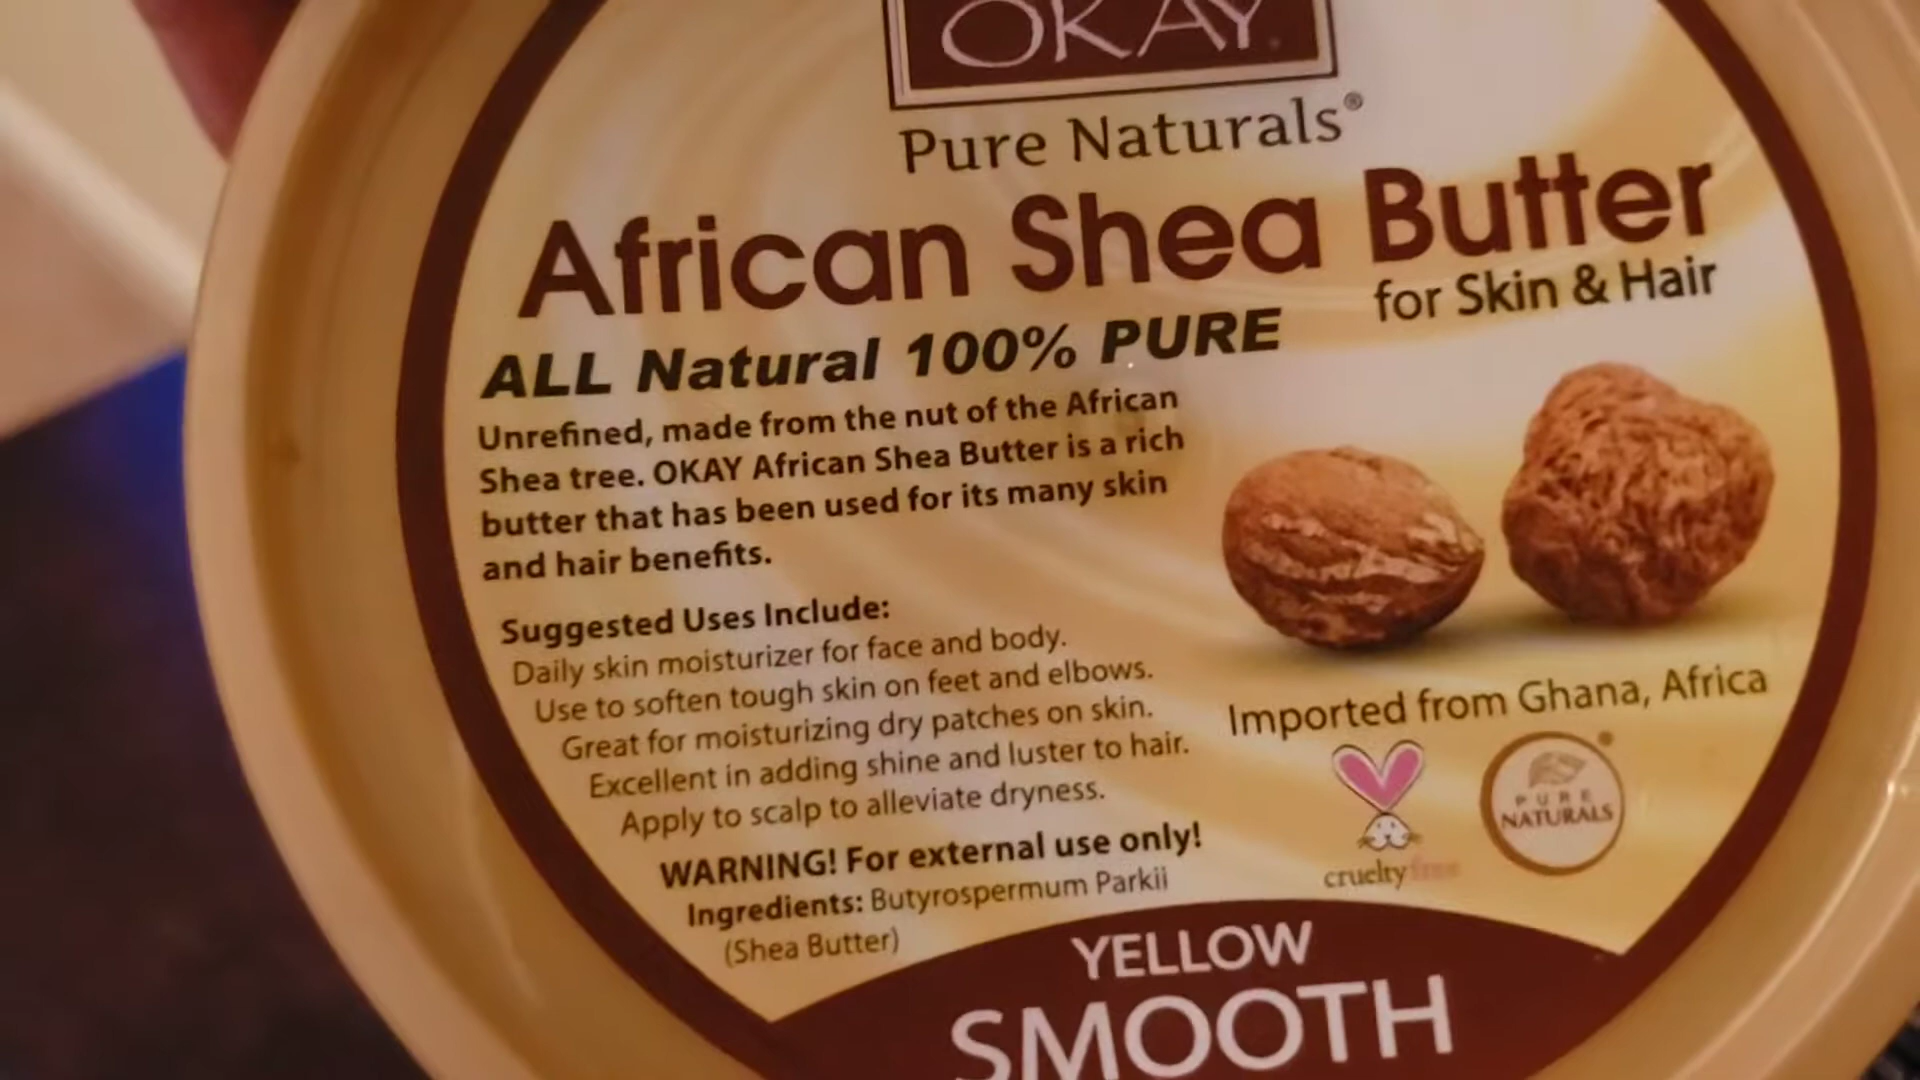 OKAY
Pure Naturals®
African Shea Butter
for Skin & Hair
ALL Natural 100% PURE
Unrefined, made from the nut of the African
Shea tree. OKAY African Shea Butter is a rich
butter that has been used for its many skin
and hair benefits.
Suggested Uses Include:
Daily skin moisturizer for face and body.
Use to soften tough skin on feet and elbows.
Great for moisturizing dry patches on skin.
Excellent in adding shine and luster to hair.
Apply to scalp to alleviate dryness.
WARNING! For external use only!
Ingredients: Butyrospermum Parkii
(Shea Butter)
Imported from Ghana, Africa
cruelty free
PURE
NATURALS
YELLOW
SMOOTH